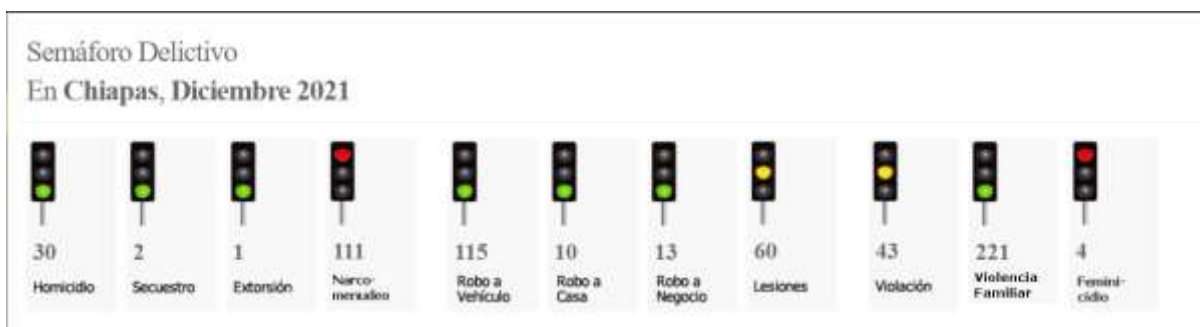 Semáforo Delictivo
En Chiapas, Diciembre 2021
30
Homicidio
2
Secuestro
1
Extorsión
111
Narco-
menudeo
115
Robo a
Vehículo
10
Robo a
Casa
13
Robo a
Negocio
60
Lesiones
43
Violación
221
Violencia
Familiar
4
Femini-
cidio